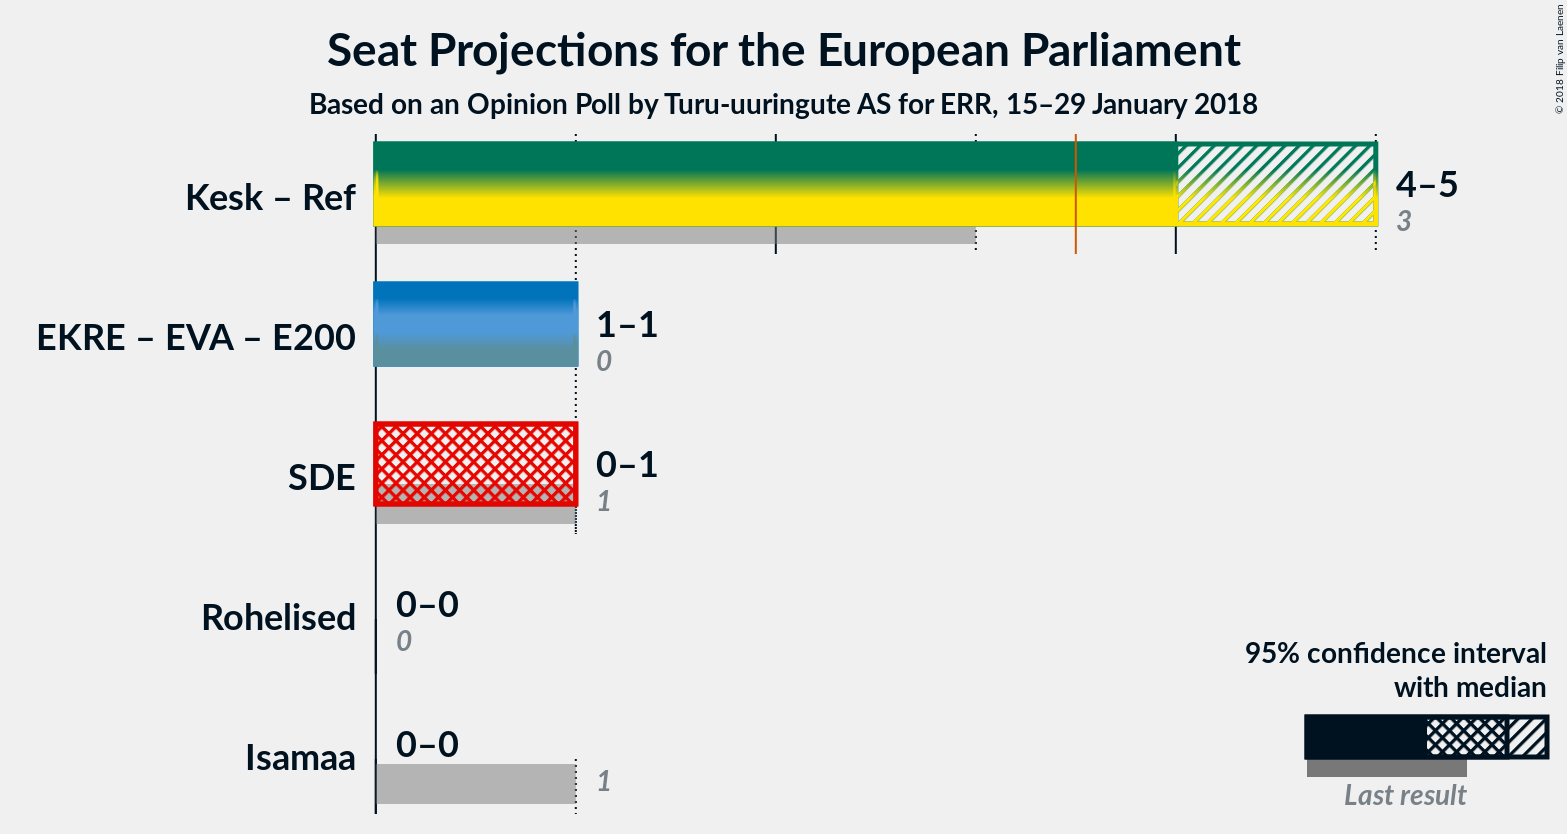 Seat Projections for the European Parliament
Based on an Opinion Poll by Turu-uuringute AS for ERR, 15–29 January 2018
© 2018 Filip van Laenen
Kesk – Ref
4–5
3
EKRE – EVA – E200
1–1
0
SDE
0–1
1
Rohelised
0–0
0
Isamaa
0–0
1
95% confidence interval
with median
Last result